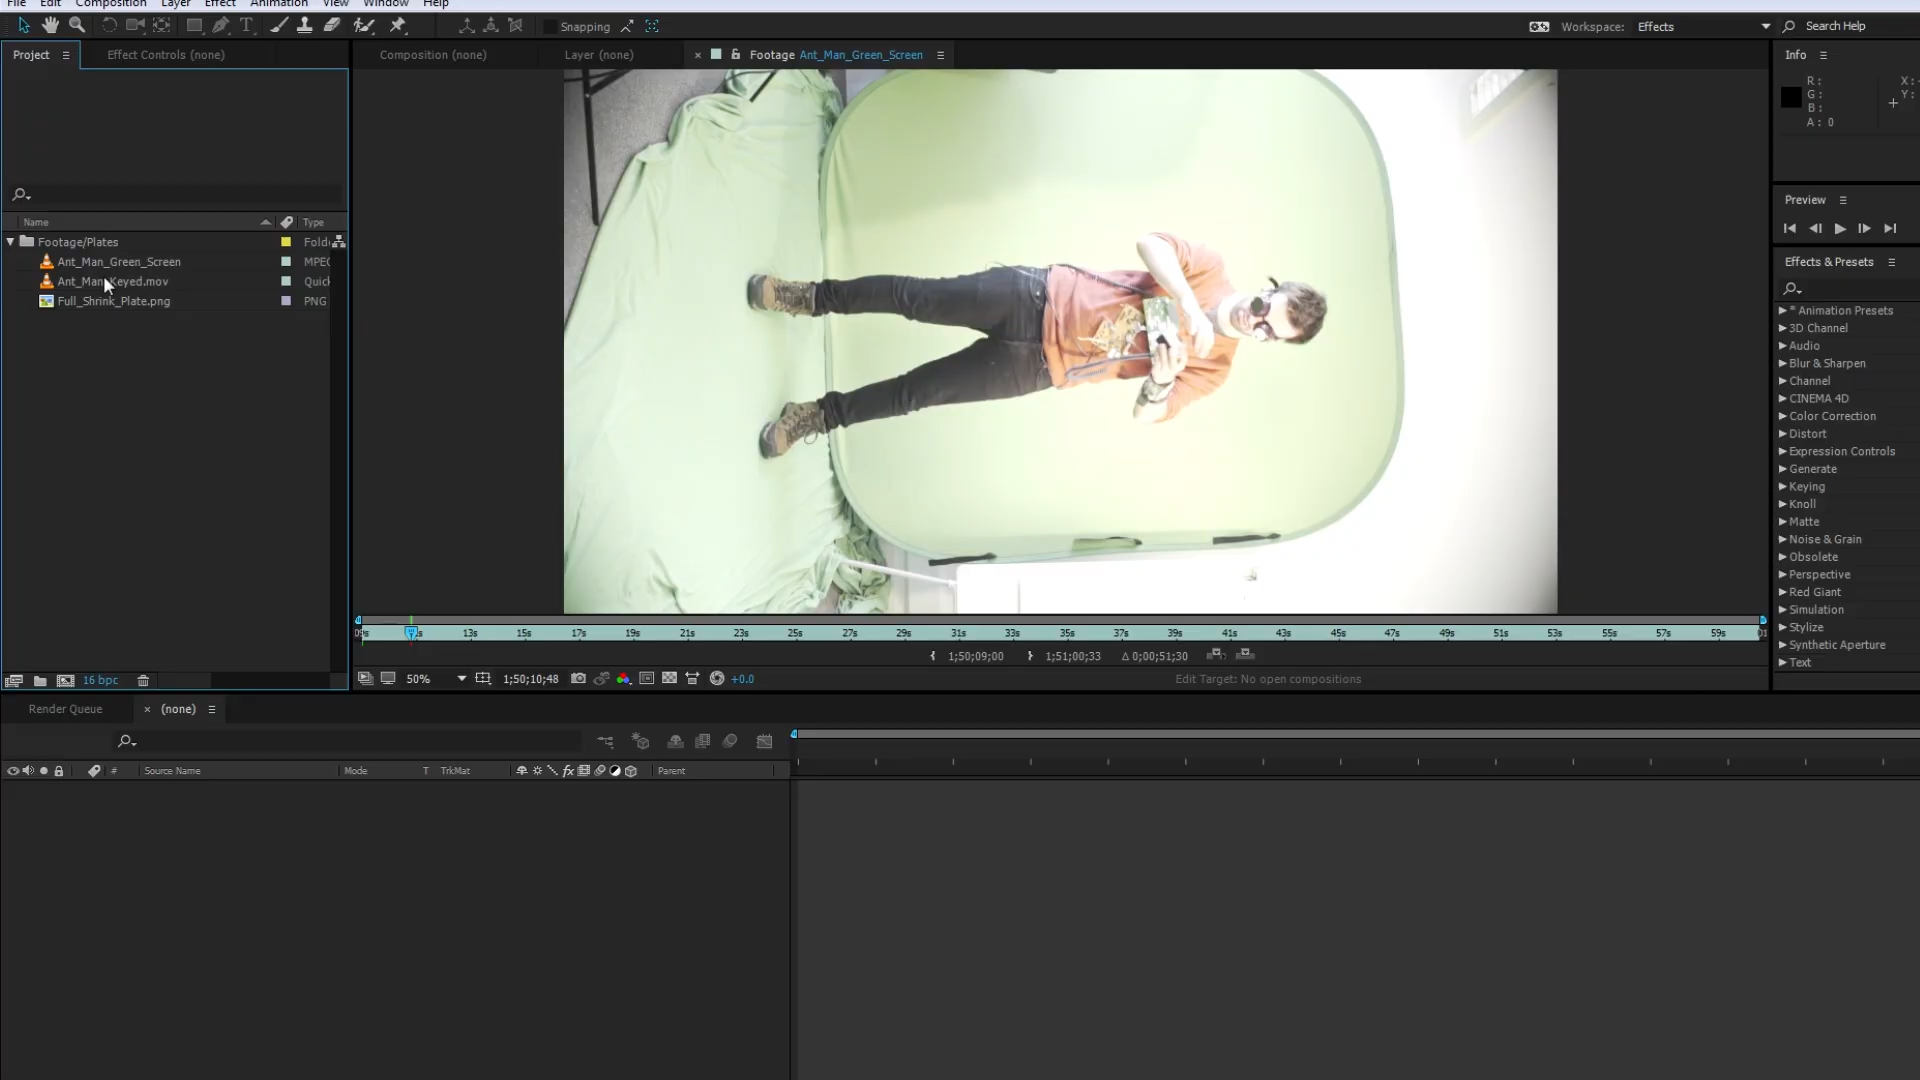 File Edit Composition Layer Effect Animation View Window Help
Snapping
Workspace: Effects
Search Help
Project
Effect Controls (none)
Composition (none)
Layer (none)
× Footage Ant_Man_Green_Screen
Info
R:
G:
B:
A: 0
X:
Y:
Preview
Effects & Presets
* Animation Presets
3D Channel
Audio
Blur & Sharpen
Channel
CINEMA 4D
Color Correction
Distort
Expression Controls
Generate
Keying
Knoll
Matte
Noise & Grain
Obsolete
Perspective
Red Giant
Simulation
Stylize
Synthetic Aperture
Text
Name Type
Footage/Plates Fold
Ant_Man_Green_Screen MPEG
Ant_Man_Keyed.mov Quick
Full_Shrink_Plate.png PNG
16 bpc
13s 15s 17s 19s 21s 23s 25s 27s 29s 31s 33s 35s 37s 39s 41s 43s 45s 47s 49s 51s 53s 55s 57s 59s
1;50;09;00 1;51;00;33 Δ 0;00;51;30
50% 1;50;10;48 +0.0
Edit Target: No open compositions
Render Queue
× (none)
# Source Name Mode T TrkMat fx Parent